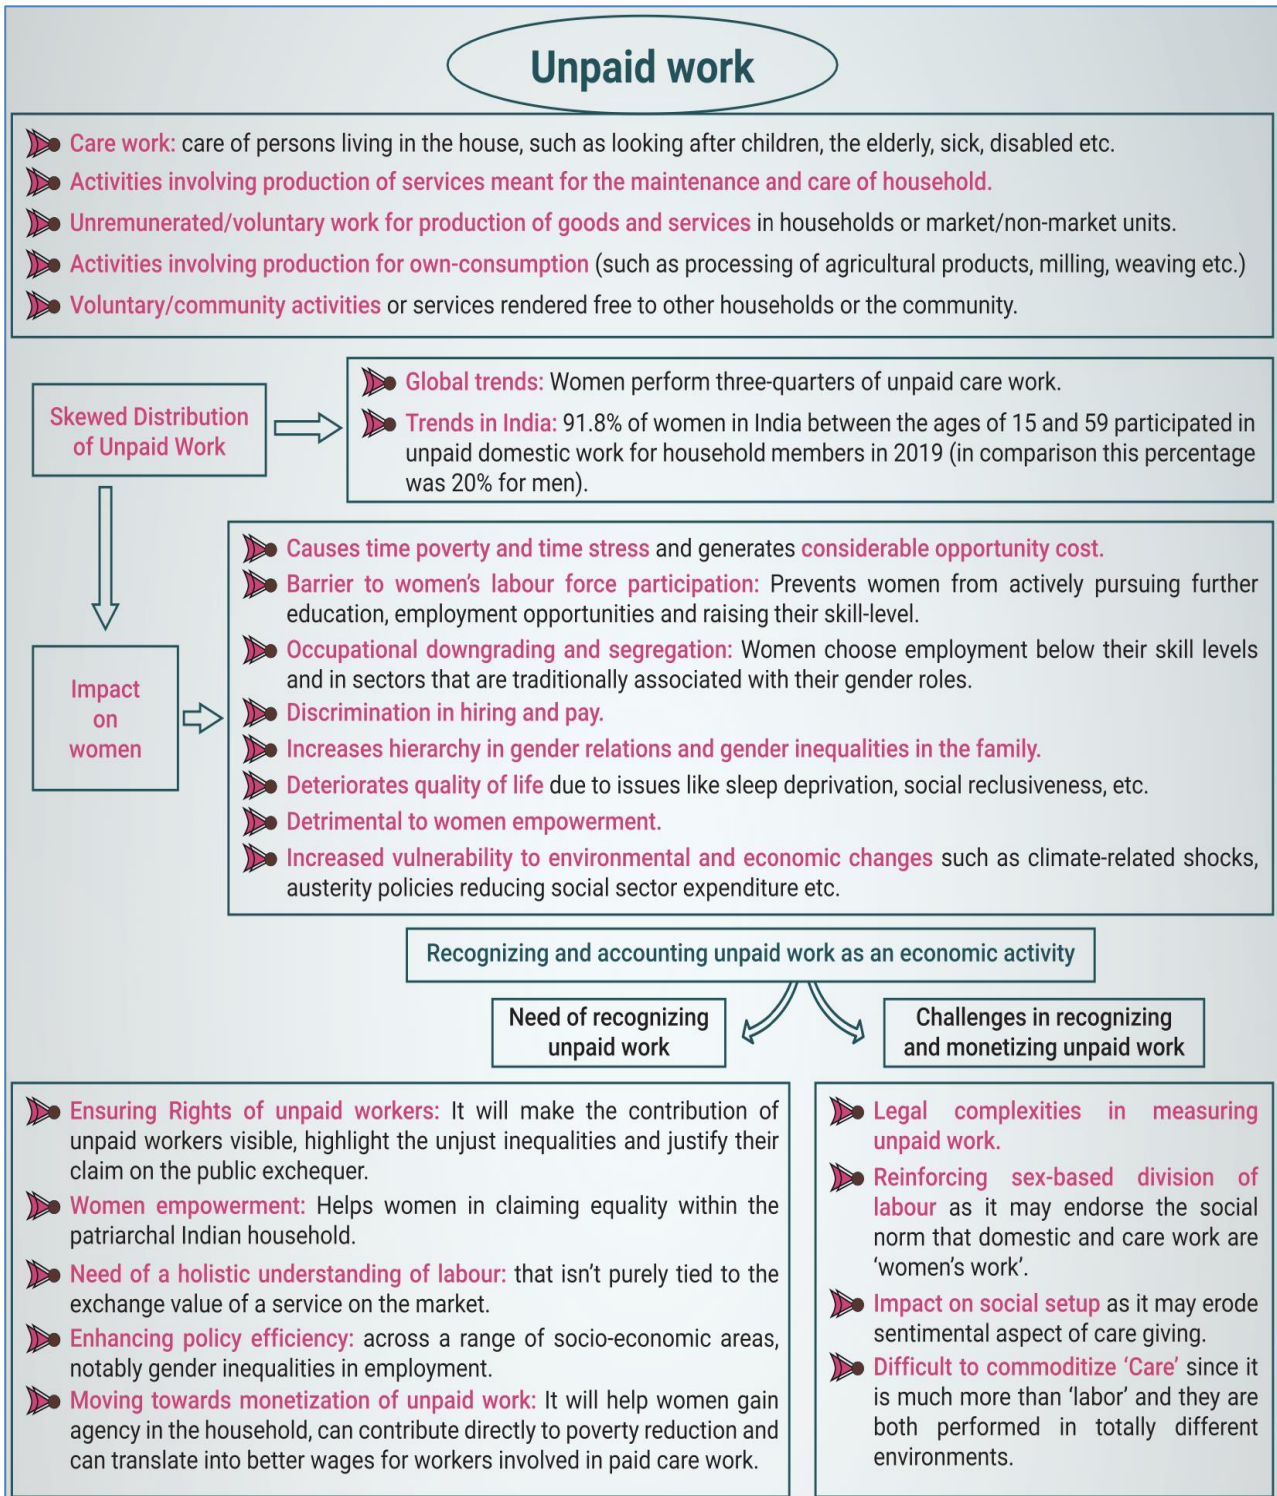 Unpaid work
Care work: care of persons living in the house, such as looking after children, the elderly, sick, disabled etc.
Activities involving production of services meant for the maintenance and care of household.
Unremunerated/voluntary work for production of goods and services in households or market/non-market units.
Activities involving production for own-consumption (such as processing of agricultural products, milling, weaving etc.)
Voluntary/community activities or services rendered free to other households or the community.
Skewed Distribution
of Unpaid Work
Global trends: Women perform three-quarters of unpaid care work.
Trends in India: 91.8% of women in India between the ages of 15 and 59 participated in
unpaid domestic work for household members in 2019 (in comparison this percentage
was 20% for men).
Impact
on
women
Causes time poverty and time stress and generates considerable opportunity cost.
Barrier to women's labour force participation: Prevents women from actively pursuing further
education, employment opportunities and raising their skill-level.
Occupational downgrading and segregation: Women choose employment below their skill levels
and in sectors that are traditionally associated with their gender roles.
Discrimination in hiring and pay.
Increases hierarchy in gender relations and gender inequalities in the family.
Deteriorates quality of life due to issues like sleep deprivation, social reclusiveness, etc.
Detrimental to women empowerment.
Increased vulnerability to environmental and economic changes such as climate-related shocks,
austerity policies reducing social sector expenditure etc.
Recognizing and accounting unpaid work as an economic activity
Need of recognizing
unpaid work
Challenges in recognizing
and monetizing unpaid work
Ensuring Rights of unpaid workers: It will make the contribution of
unpaid workers visible, highlight the unjust inequalities and justify their
claim on the public exchequer.
Women empowerment: Helps women in claiming equality within the
patriarchal Indian household.
Need of a holistic understanding of labour: that isn't purely tied to the
exchange value of a service on the market.
Enhancing policy efficiency: across a range of socio-economic areas,
notably gender inequalities in employment.
Moving towards monetization of unpaid work: It will help women gain
agency in the household, can contribute directly to poverty reduction and
can translate into better wages for workers involved in paid care work.
Legal complexities in measuring
unpaid work.
Reinforcing sex-based division of
labour as it may endorse the social
norm that domestic and care work are
'women's work'.
Impact on social setup as it may erode
sentimental aspect of care giving.
Difficult to commoditize 'Care' since it
is much more than 'labor' and they are
both performed in totally different
environments.